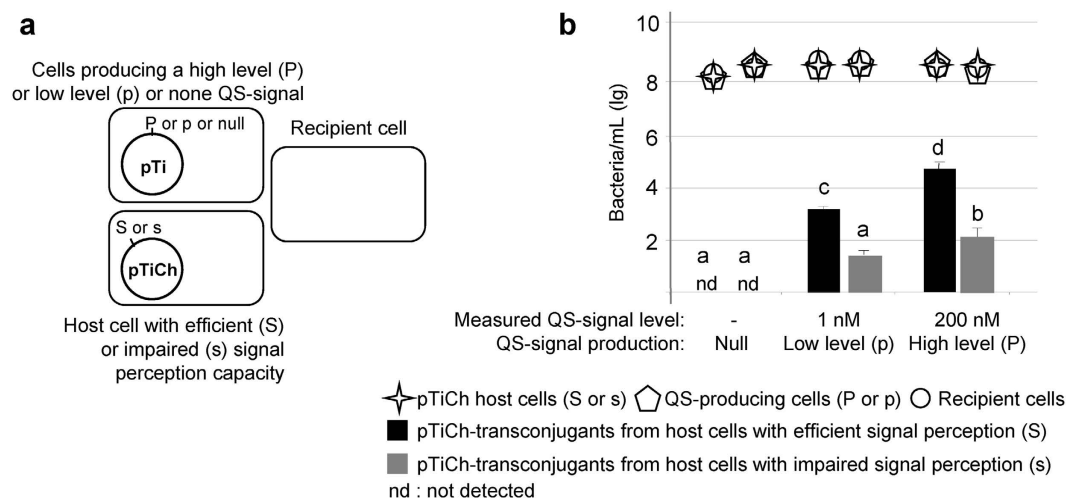 a
Cells producing a high level (P)
or low level (p) or none QS-signal
P or p or null
pTi
Recipient cell
S or s
pTiCh
Host cell with efficient (S)
or impaired (s) signal
perception capacity
b
Bacteria/mL (lg)
10
8
6
4
2
a
nd
a
nd
c
a
d
b
Measured QS-signal level: - 1 nM 200 nM
QS-signal production: Null Low level (p) High level (P)
pTiCh host cells (S or s) QS-producing cells (P or p) Recipient cells
pTiCh-transconjugants from host cells with efficient signal perception (S)
pTiCh-transconjugants from host cells with impaired signal perception (s)
nd : not detected